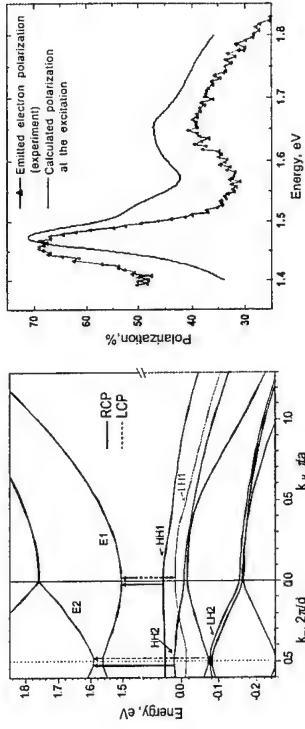 Energy, eV
1.8
1.7
1.6
1.5
0.0
-0.1
-0.2
E2
E1
RCP
LCP
HH2
HH1
LH1
LH2
0.5 0.0 0.5 1.0
2π/d
Polarization,%
70
60
50
40
30
Emitted electron polarization
(experiment)
Calculated polarization
at the excitation
1.4 1.5 1.6 1.7 1.8
Energy, eV